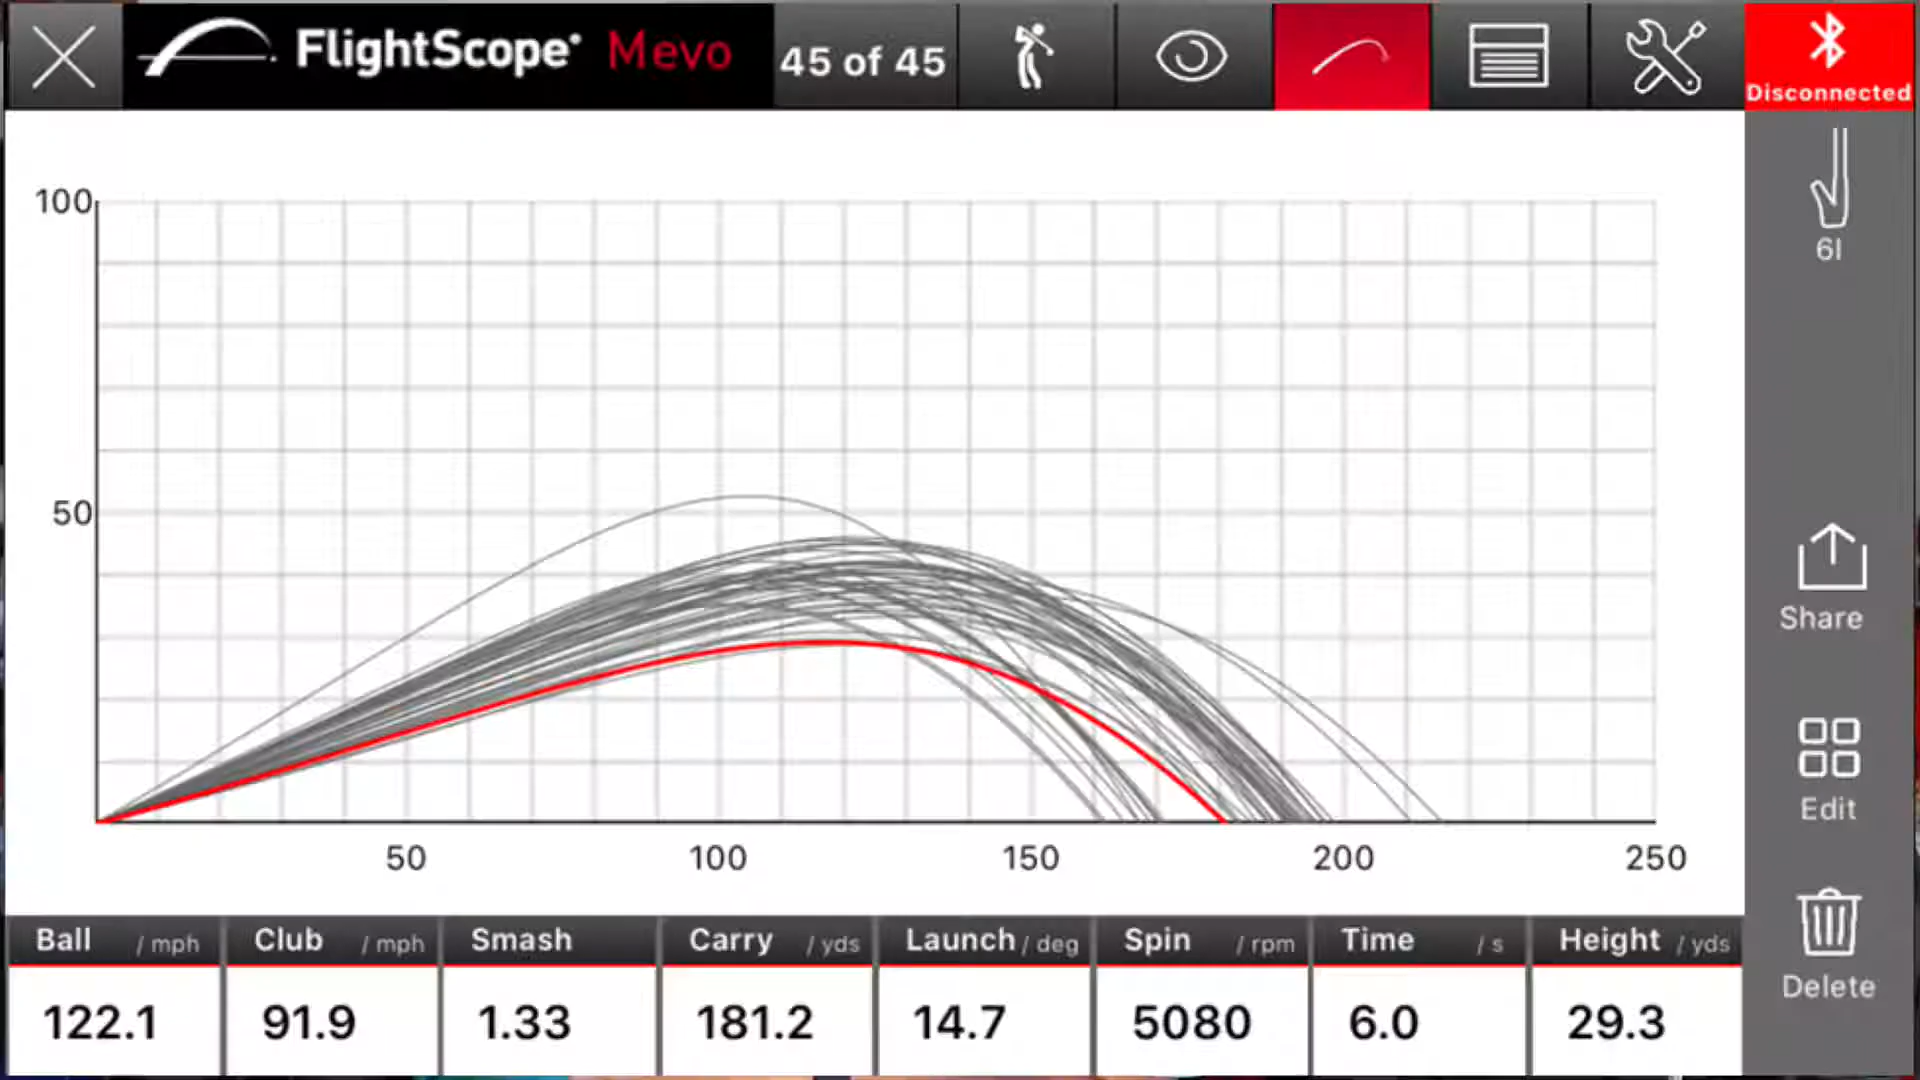 FlightScope Mevo 45 of 45 Disconnected
6I
100
50
50 100 150 200 250
Share
Edit
Delete
Ball / mph Club / mph Smash Carry / yds Launch / deg Spin / rpm Time / s Height / yds
122.1 91.9 1.33 181.2 14.7 5080 6.0 29.3